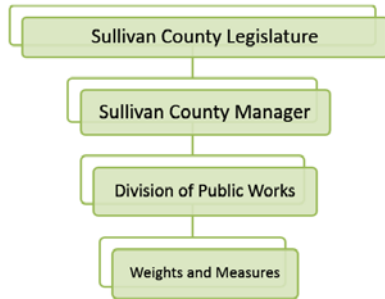 Sullivan County Legislature
Sullivan County Manager
Division of Public Works
Weights and Measures